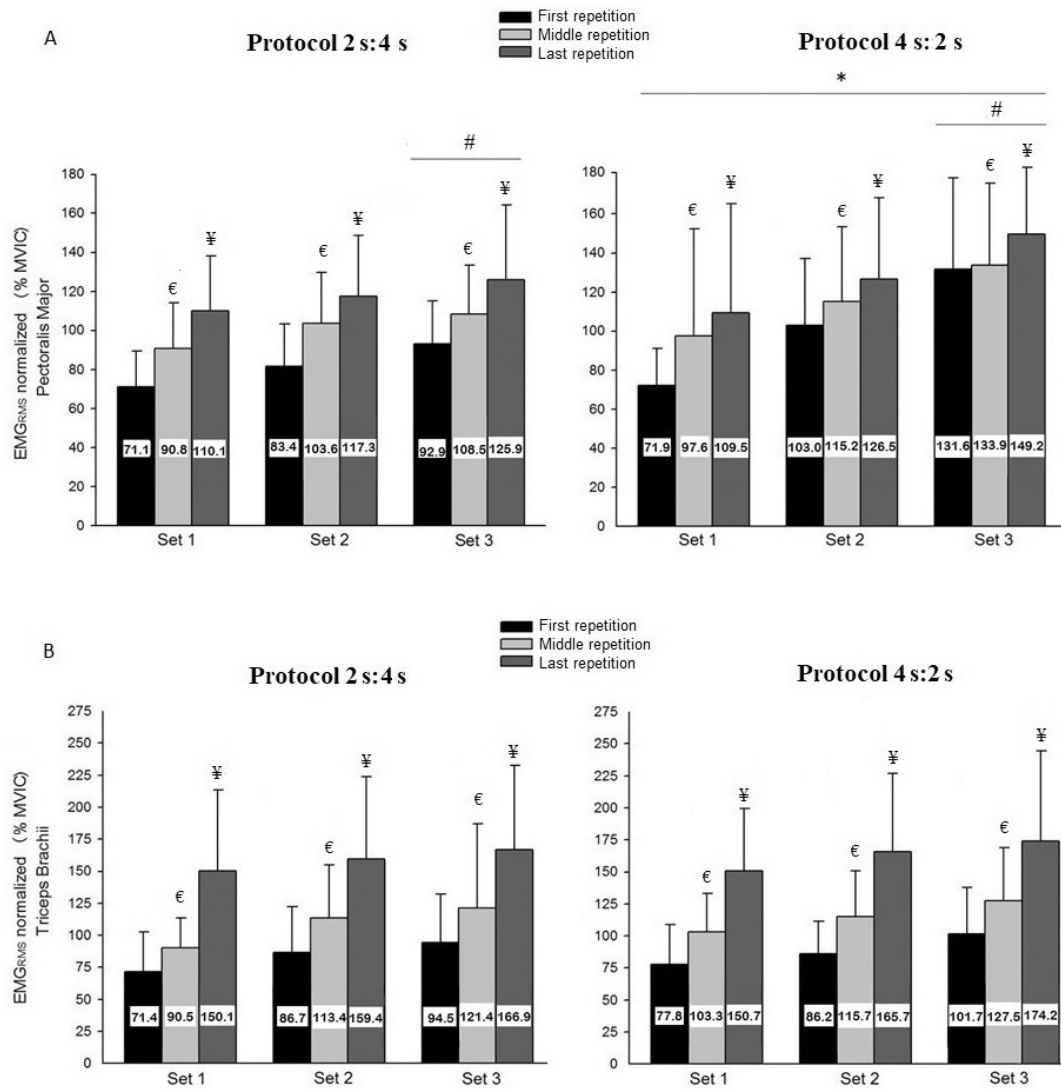 A
First repetition
Middle repetition
Last repetition
Protocol 2 s:4 s
Protocol 4 s: 2 s
*
# #
EMGRMS normalized (% MVIC)
Pectoralis Major
180
160
140
120
100
80
60
40
20
0
€ ¥ € ¥ € ¥
71.1 90.8 110.1 83.4 103.6 117.3 92.9 108.5 125.9
Set 1 Set 2 Set 3
180
160
140
120
100
80
60
40
20
0
€ ¥ € ¥ € ¥
71.9 97.6 109.5 103.0 115.2 126.5 131.6 133.9 149.2
Set 1 Set 2 Set 3
B
First repetition
Middle repetition
Last repetition
Protocol 2 s:4 s
Protocol 4 s:2 s
EMGRMS normalized (% MVIC)
Triceps Brachii
275
250
225
200
175
150
125
100
75
50
25
0
€ ¥ € ¥ € ¥
71.4 90.5 150.1 86.7 113.4 159.4 94.5 121.4 166.9
Set 1 Set 2 Set 3
275
250
225
200
175
150
125
100
75
50
25
0
€ ¥ € ¥ € ¥
77.8 103.3 150.7 86.2 115.7 165.7 101.7 127.5 174.2
Set 1 Set 2 Set 3